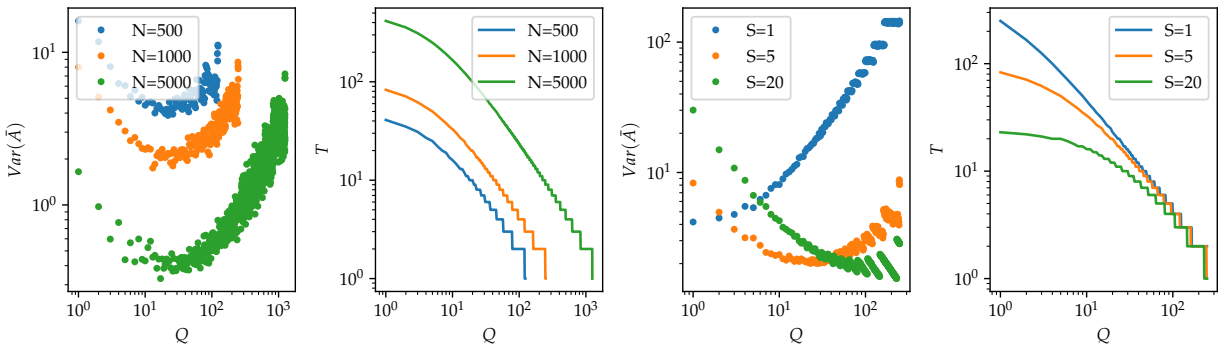 Var(Ā)
10¹
10⁰
N=500
N=1000
N=5000
10⁰ 10¹ 10² 10³
Q
T
10²
10¹
10⁰
N=500
N=1000
N=5000
10⁰ 10¹ 10² 10³
Q
Var(Ā)
10²
10¹
S=1
S=5
S=20
10⁰ 10¹ 10²
Q
T
10²
10¹
10⁰
S=1
S=5
S=20
10⁰ 10¹ 10²
Q